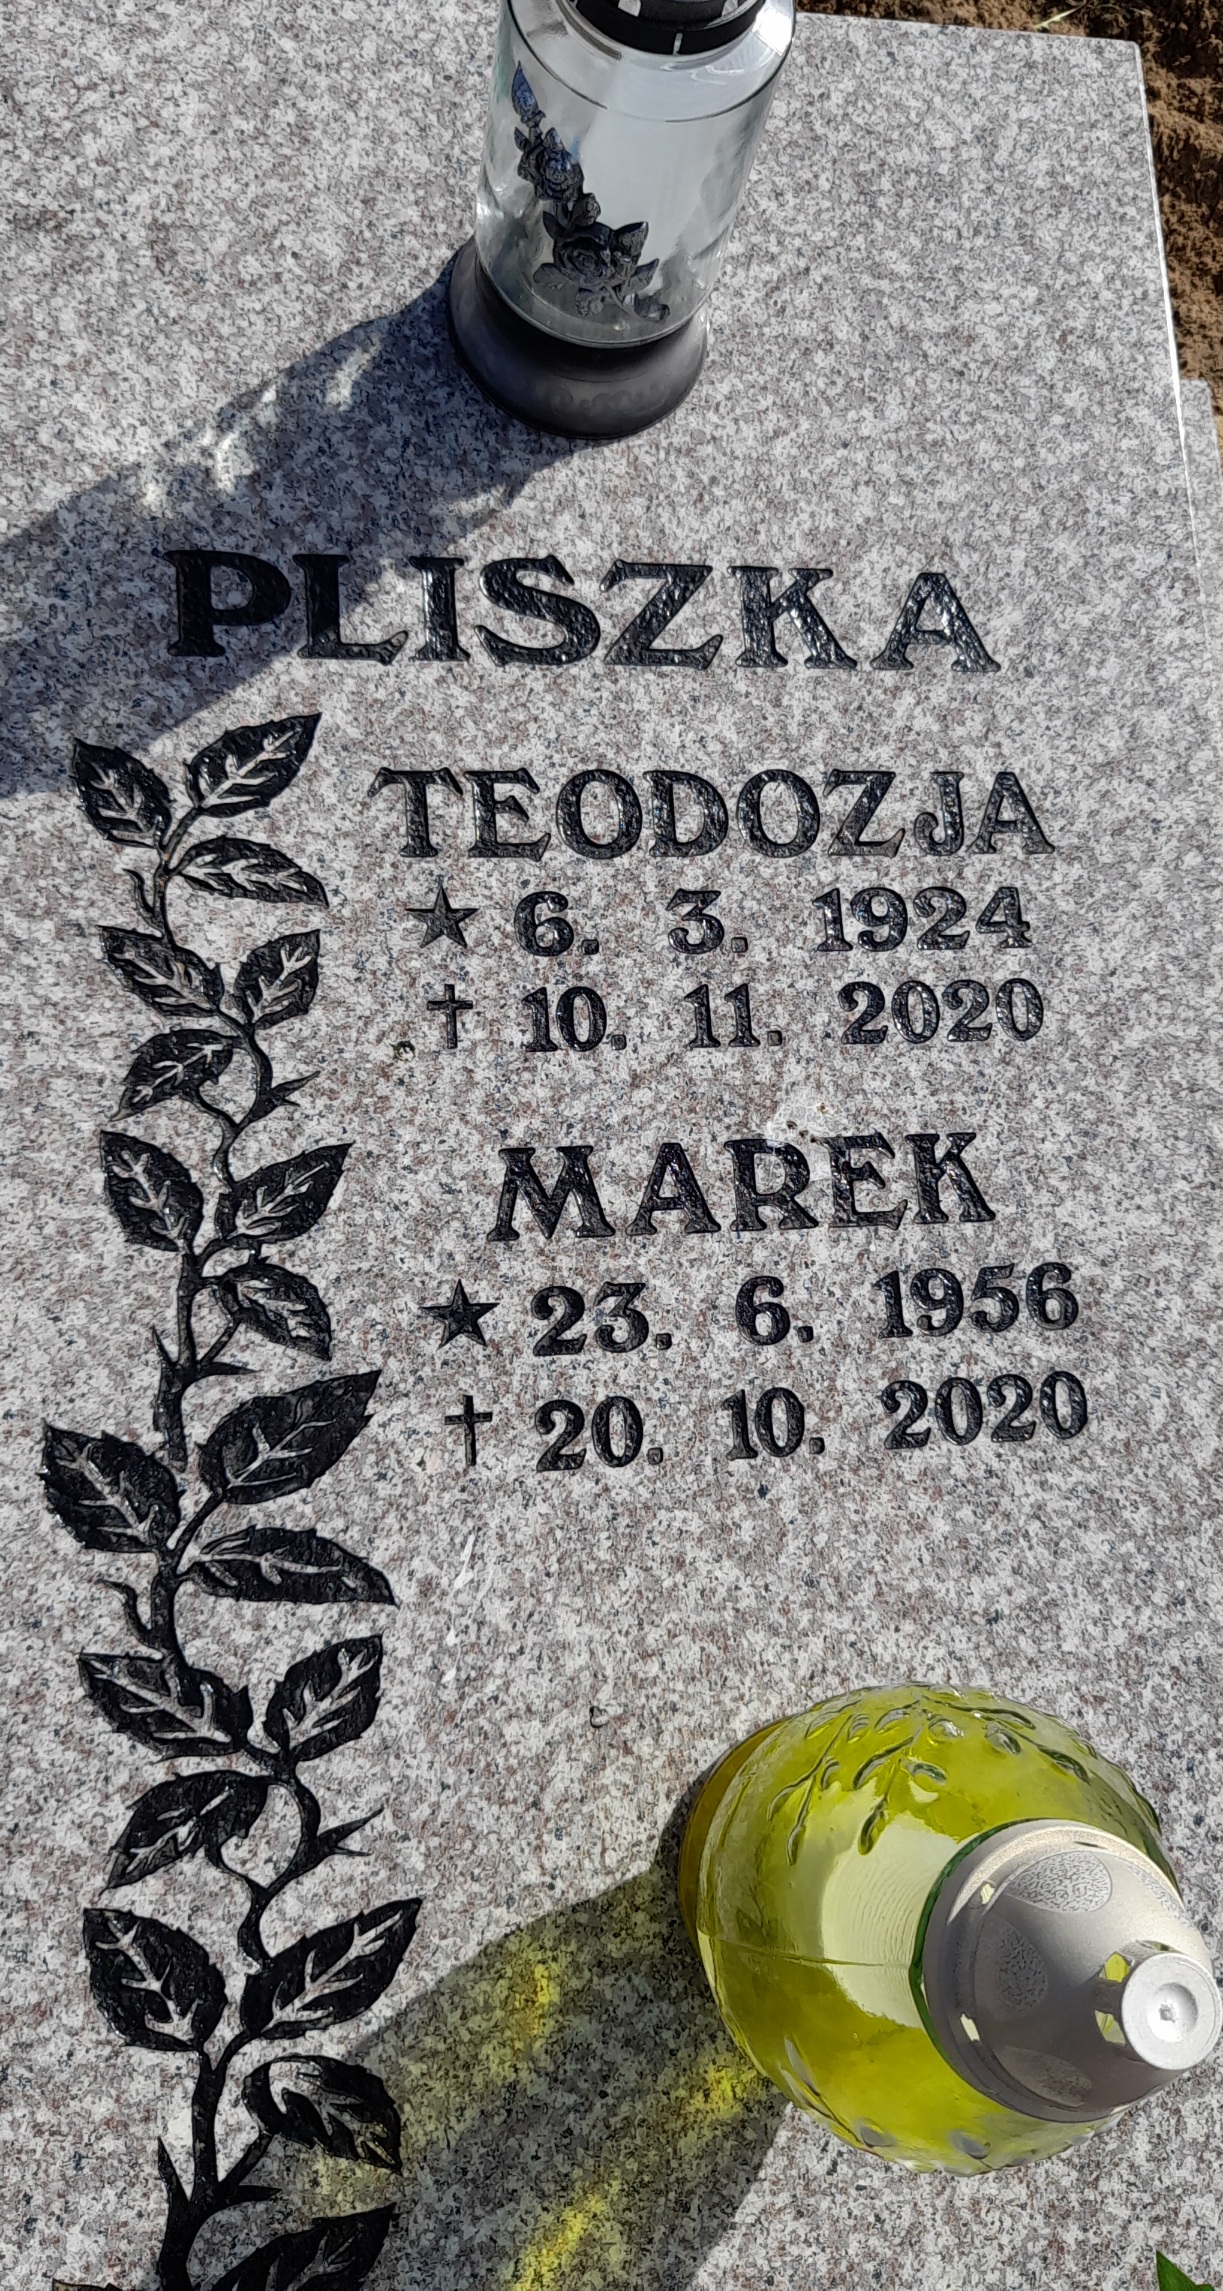 PLISZKA
TEODOZJA
★ 6. 3. 1924
† 10. 11. 2020
MAREK
★ 23. 6. 1956
† 20. 10. 2020